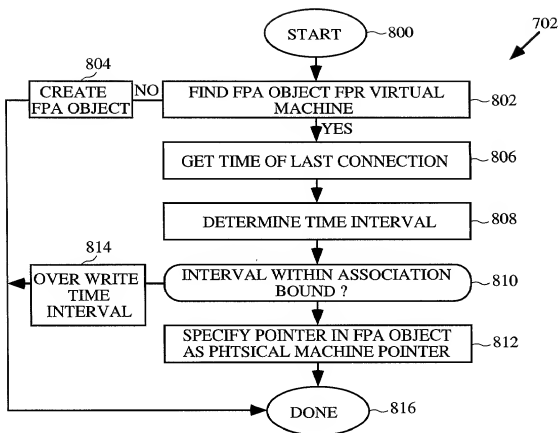 START
800
702
804
CREATE
FPA OBJECT
NO
FIND FPA OBJECT FPR VIRTUAL
MACHINE
802
YES
GET TIME OF LAST CONNECTION
806
DETERMINE TIME INTERVAL
808
814
OVER WRITE
TIME
INTERVAL
INTERVAL WITHIN ASSOCIATION
BOUND ?
810
SPECIFY POINTER IN FPA OBJECT
AS PHTSICAL MACHINE POINTER
812
DONE
816